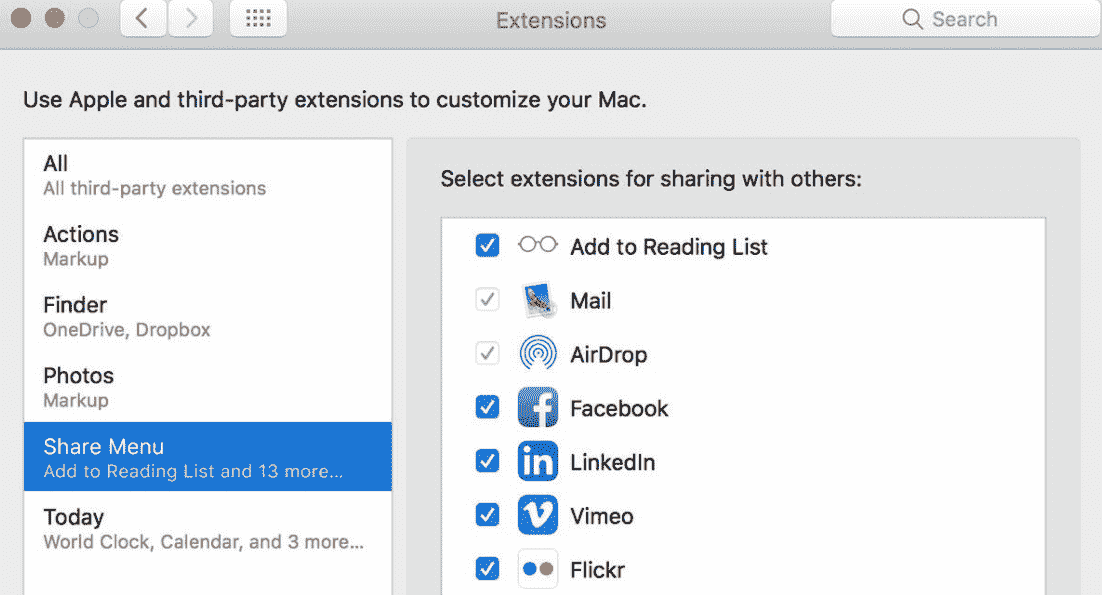 Extensions
Search
Use Apple and third-party extensions to customize your Mac.
All
All third-party extensions
Actions
Markup
Finder
OneDrive, Dropbox
Photos
Markup
Share Menu
Add to Reading List and 13 more...
Today
World Clock, Calendar, and 3 more...
Select extensions for sharing with others:
Add to Reading List
Mail
AirDrop
f Facebook
in LinkedIn
Vimeo
Flickr